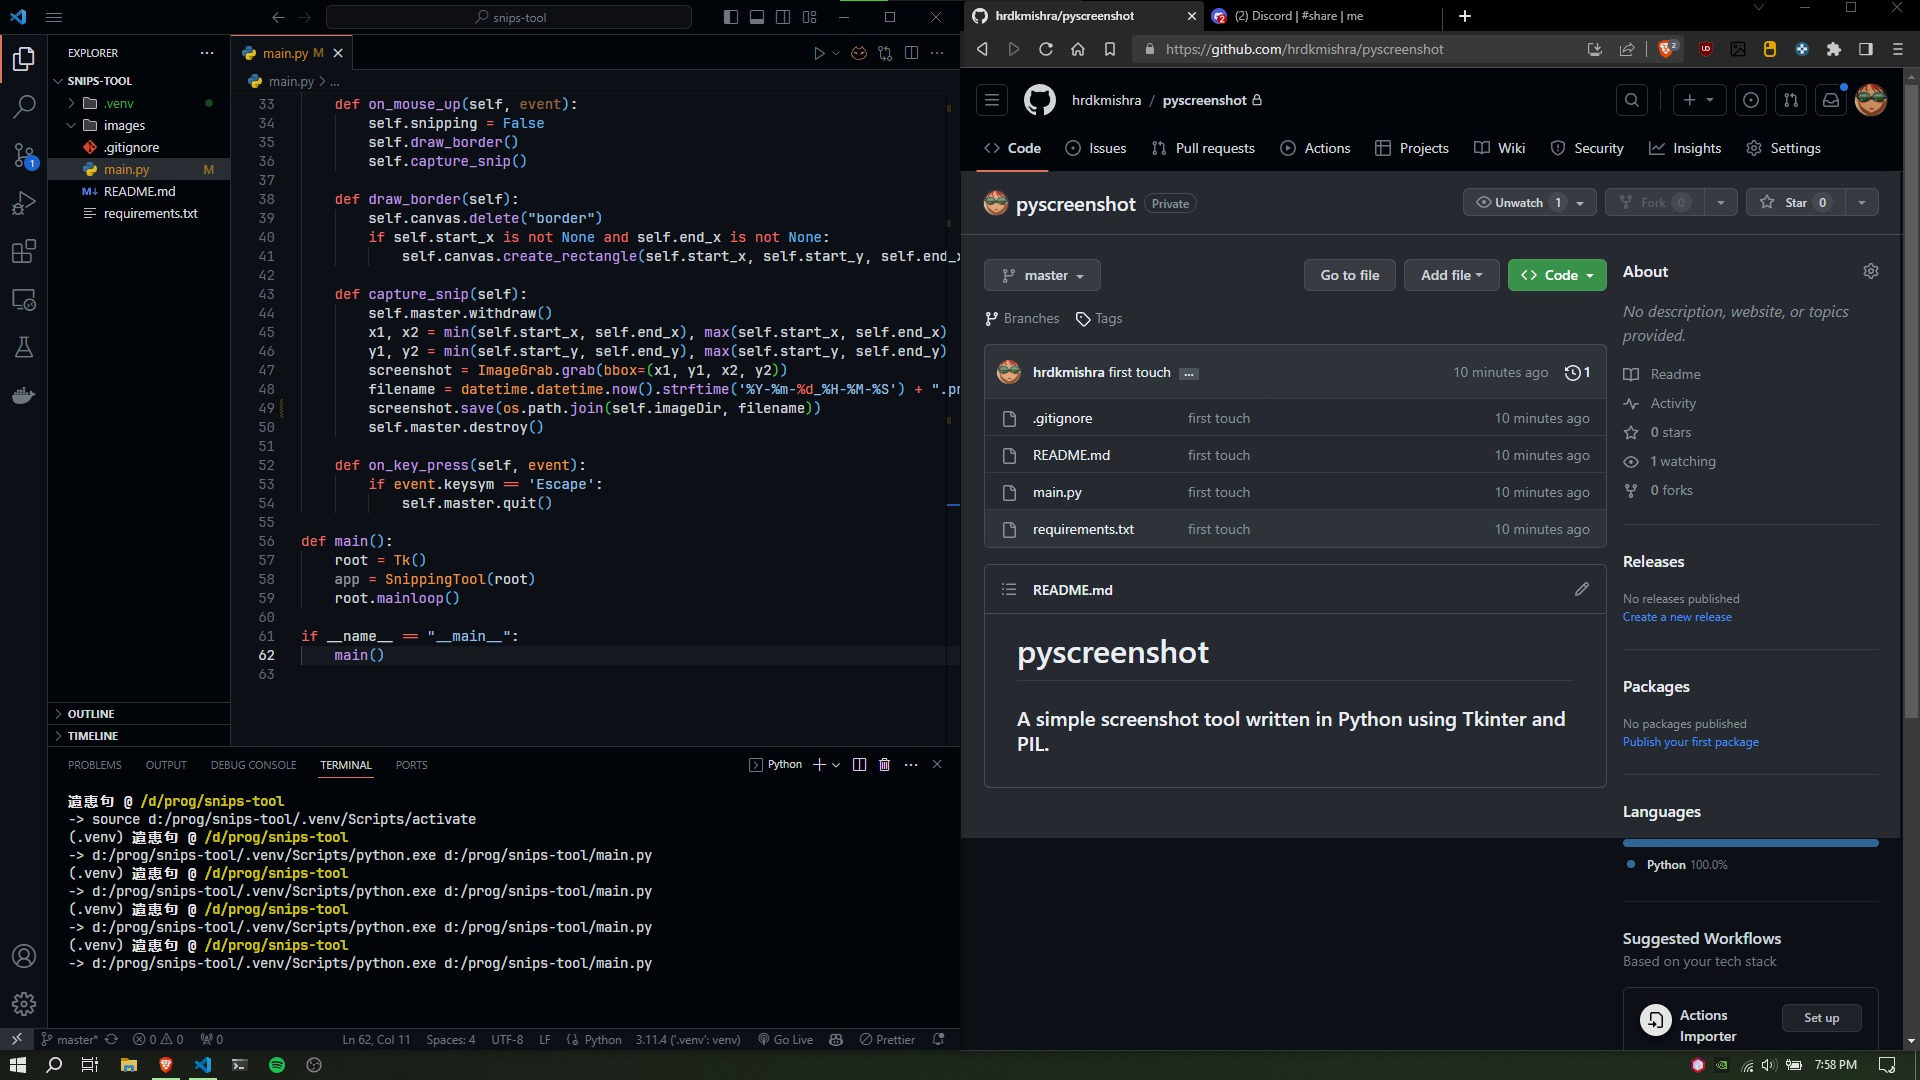 snips-tool
EXPLORER
SNIPS-TOOL
.venv
images
.gitignore
main.py M
README.md
requirements.txt
OUTLINE
TIMELINE
main.py M
main.py > ...
33 def on_mouse_up(self, event):
34 self.snipping = False
35 self.draw_border()
36 self.capture_snip()
37
38 def draw_border(self):
39 self.canvas.delete("border")
40 if self.start_x is not None and self.end_x is not None:
41 self.canvas.create_rectangle(self.start_x, self.start_y, self.end_x
42
43 def capture_snip(self):
44 self.master.withdraw()
45 x1, x2 = min(self.start_x, self.end_x), max(self.start_x, self.end_x)
46 y1, y2 = min(self.start_y, self.end_y), max(self.start_y, self.end_y)
47 screenshot = ImageGrab.grab(bbox=(x1, y1, x2, y2))
48 filename = datetime.datetime.now().strftime('%Y-%m-%d_%H-%M-%S') + ".pn
49 screenshot.save(os.path.join(self.imageDir, filename))
50 self.master.destroy()
51
52 def on_key_press(self, event):
53 if event.keysym == 'Escape':
54 self.master.quit()
55
56 def main():
57 root = Tk()
58 app = SnippingTool(root)
59 root.mainloop()
60
61 if __name__ == "__main__":
62 main()
63
PROBLEMS OUTPUT DEBUG CONSOLE TERMINAL PORTS
Python
@ /d/prog/snips-tool
-> source d:/prog/snips-tool/.venv/Scripts/activate
(.venv) @ /d/prog/snips-tool
-> d:/prog/snips-tool/.venv/Scripts/python.exe d:/prog/snips-tool/main.py
(.venv) @ /d/prog/snips-tool
-> d:/prog/snips-tool/.venv/Scripts/python.exe d:/prog/snips-tool/main.py
(.venv) @ /d/prog/snips-tool
-> d:/prog/snips-tool/.venv/Scripts/python.exe d:/prog/snips-tool/main.py
(.venv) @ /d/prog/snips-tool
-> d:/prog/snips-tool/.venv/Scripts/python.exe d:/prog/snips-tool/main.py
master* 0 0 0 Ln 62, Col 11 Spaces: 4 UTF-8 LF Python 3.11.4 ('.venv': venv) Go Live Prettier
hrdkmishra/pyscreenshot
(2) Discord | #share | me
https://github.com/hrdkmishra/pyscreenshot
hrdkmishra / pyscreenshot
Code Issues Pull requests Actions Projects Wiki Security Insights Settings
pyscreenshot Private
Unwatch 1 Fork 0 Star 0
master Go to file Add file Code
Branches Tags
hrdkmishra first touch ... 10 minutes ago 1
.gitignore first touch 10 minutes ago
README.md first touch 10 minutes ago
main.py first touch 10 minutes ago
requirements.txt first touch 10 minutes ago
README.md
pyscreenshot
A simple screenshot tool written in Python using Tkinter and
PIL.
About
No description, website, or topics
provided.
Readme
Activity
0 stars
1 watching
0 forks
Releases
No releases published
Create a new release
Packages
No packages published
Publish your first package
Languages
Python 100.0%
Suggested Workflows
Based on your tech stack
Actions
Importer
Set up
7:58 PM